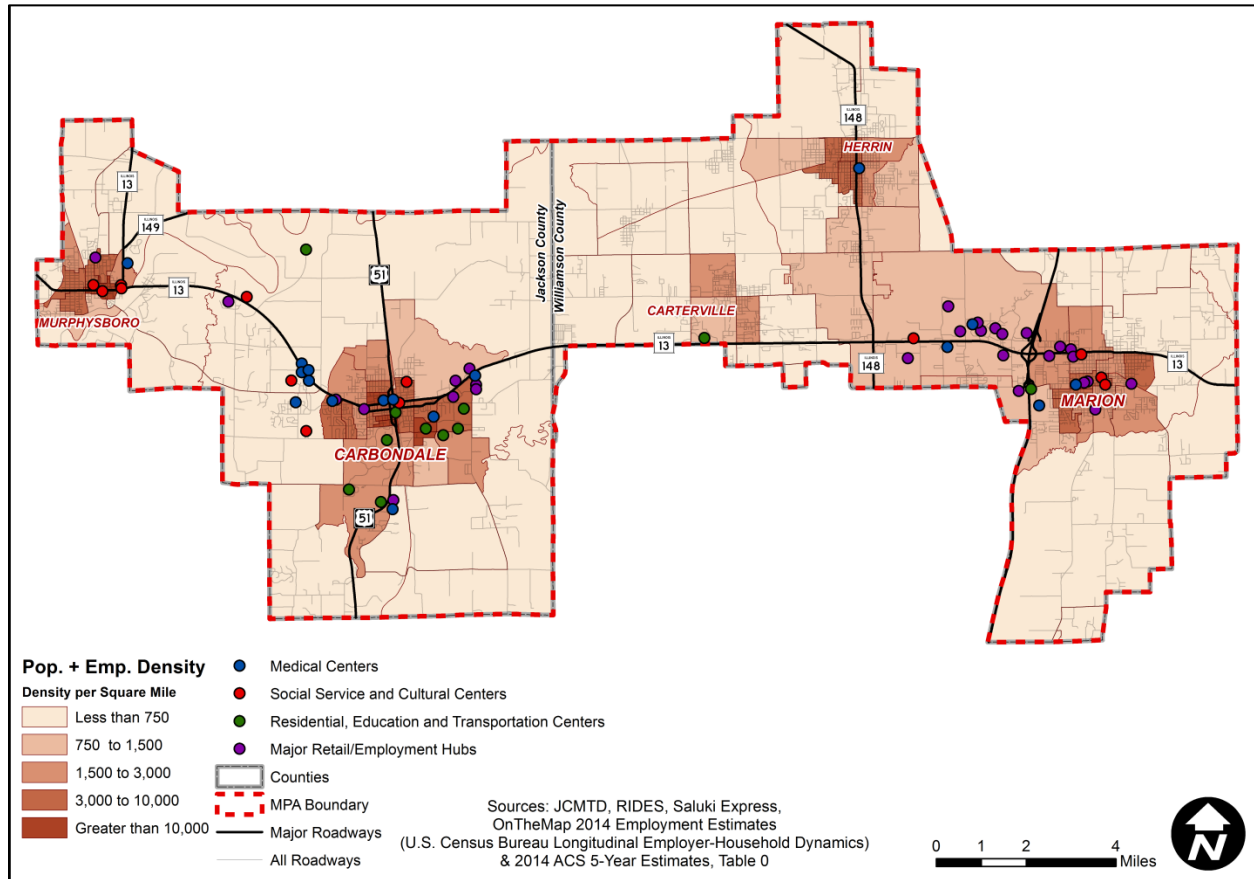 ILLINOIS
148
HERRIN
ILLINOIS
13
ILLINOIS
149
Jackson County
Williamson County
51
ILLINOIS
13
MURPHYSBORO
CARTERVILLE
ILLINOIS
13
ILLINOIS
148
ILLINOIS
13
MARION
CARBONDALE
51
Pop. + Emp. Density
Density per Square Mile
Less than 750
750 to 1,500
1,500 to 3,000
3,000 to 10,000
Greater than 10,000
Medical Centers
Social Service and Cultural Centers
Residential, Education and Transportation Centers
Major Retail/Employment Hubs
Counties
MPA Boundary
Major Roadways
All Roadways
Sources: JCMTD, RIDES, Saluki Express,
OnTheMap 2014 Employment Estimates
(U.S. Census Bureau Longitudinal Employer-Household Dynamics)
& 2014 ACS 5-Year Estimates, Table 0
0 1 2 4
Miles
N